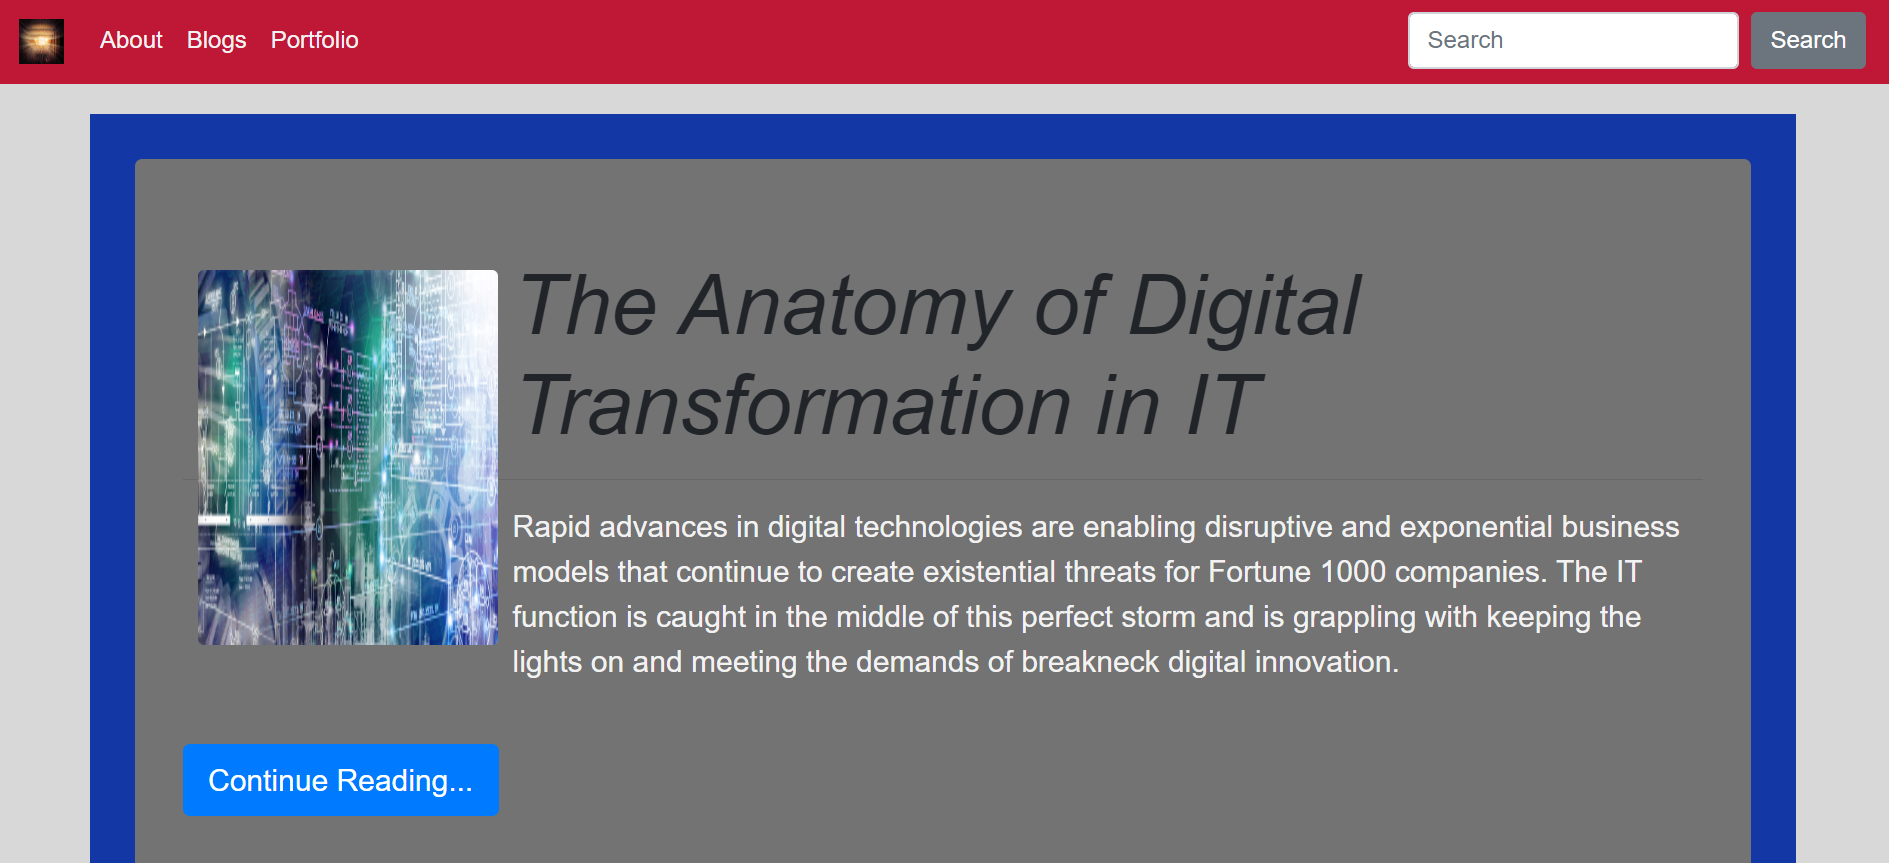 About Blogs Portfolio Search Search
The Anatomy of Digital
Transformation in IT
Rapid advances in digital technologies are enabling disruptive and exponential business
models that continue to create existential threats for Fortune 1000 companies. The IT
function is caught in the middle of this perfect storm and is grappling with keeping the
lights on and meeting the demands of breakneck digital innovation.
Continue Reading...